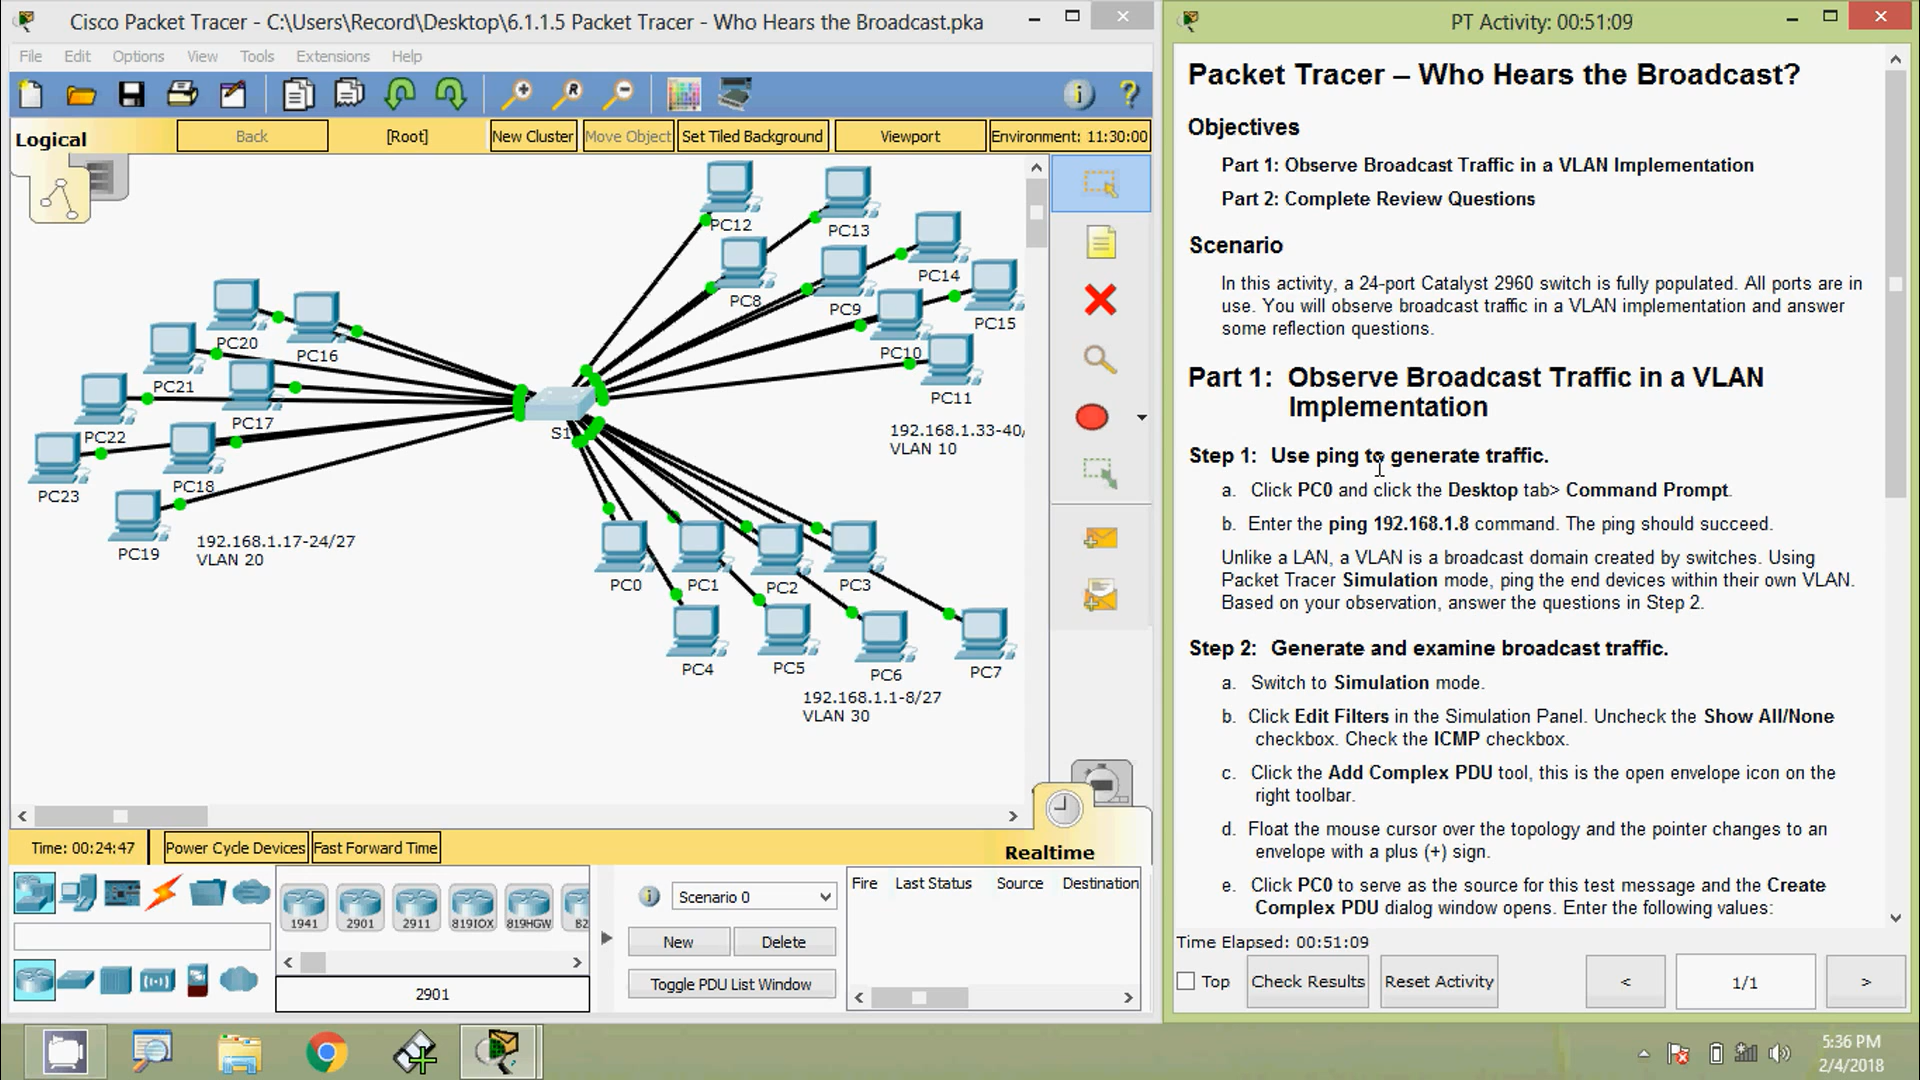 Cisco Packet Tracer - C:\Users\Record\Desktop\6.1.1.5 Packet Tracer - Who Hears the Broadcast.pka
File Edit Options View Tools Extensions Help
Logical Back [Root] New Cluster Move Object Set Tiled Background Viewport Environment: 11:30:00
PC12
PC13
PC14
PC8
PC9
PC15
PC10
PC11
PC20
PC16
PC21
PC17
PC22
PC18
PC23
PC19
S1
192.168.1.33-40/
VLAN 10
192.168.1.17-24/27
VLAN 20
PC0
PC1
PC2
PC3
PC4
PC5
PC6
PC7
192.168.1.1-8/27
VLAN 30
Time: 00:24:47 Power Cycle Devices Fast Forward Time
Realtime
1941 2901 2911 819IOX 819HGW 82
2901
Scenario 0
New Delete
Toggle PDU List Window
Fire Last Status Source Destination
PT Activity: 00:51:09
Packet Tracer – Who Hears the Broadcast?
Objectives
Part 1: Observe Broadcast Traffic in a VLAN Implementation
Part 2: Complete Review Questions
Scenario
In this activity, a 24-port Catalyst 2960 switch is fully populated. All ports are in
use. You will observe broadcast traffic in a VLAN implementation and answer
some reflection questions.
Part 1: Observe Broadcast Traffic in a VLAN
Implementation
Step 1: Use ping to generate traffic.
a. Click PC0 and click the Desktop tab> Command Prompt.
b. Enter the ping 192.168.1.8 command. The ping should succeed.
Unlike a LAN, a VLAN is a broadcast domain created by switches. Using
Packet Tracer Simulation mode, ping the end devices within their own VLAN.
Based on your observation, answer the questions in Step 2.
Step 2: Generate and examine broadcast traffic.
a. Switch to Simulation mode.
b. Click Edit Filters in the Simulation Panel. Uncheck the Show All/None
checkbox. Check the ICMP checkbox.
c. Click the Add Complex PDU tool, this is the open envelope icon on the
right toolbar.
d. Float the mouse cursor over the topology and the pointer changes to an
envelope with a plus (+) sign.
e. Click PC0 to serve as the source for this test message and the Create
Complex PDU dialog window opens. Enter the following values:
Time Elapsed: 00:51:09
Top Check Results Reset Activity < 1/1 >
5:36 PM
2/4/2018